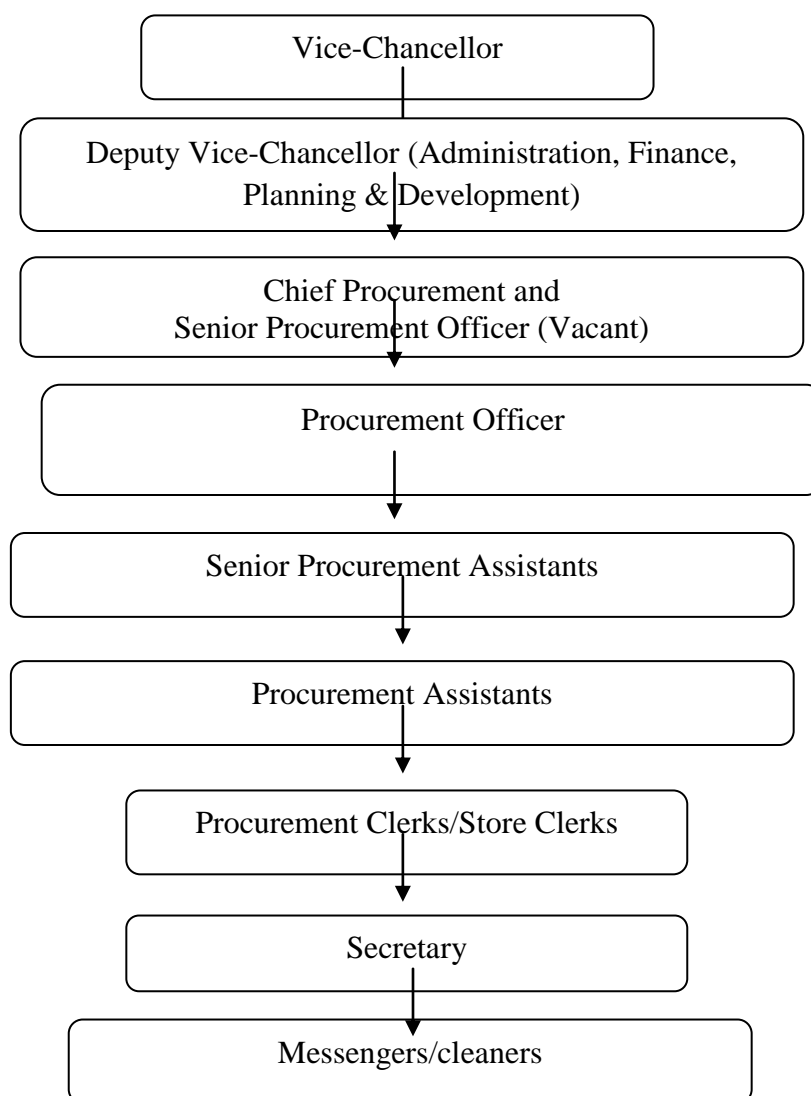 Vice-Chancellor
Deputy Vice-Chancellor (Administration, Finance,
Planning & Development)
Chief Procurement and
Senior Procurement Officer (Vacant)
Procurement Officer
Senior Procurement Assistants
Procurement Assistants
Procurement Clerks/Store Clerks
Secretary
Messengers/cleaners